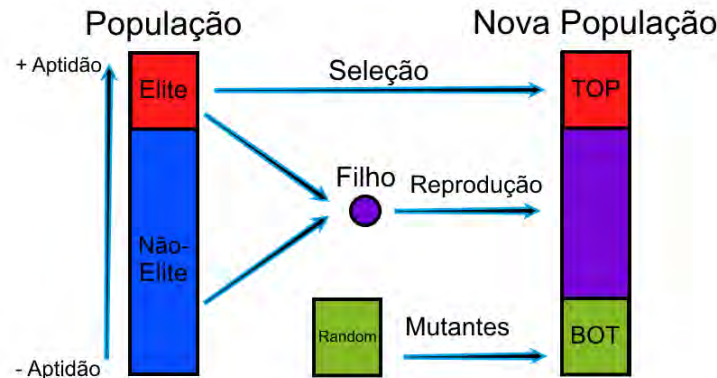 População
Nova População
+ Aptidão
Elite
Seleção
TOP
Filho
Reprodução
Não-
Elite
Random
Mutantes
BOT
- Aptidão